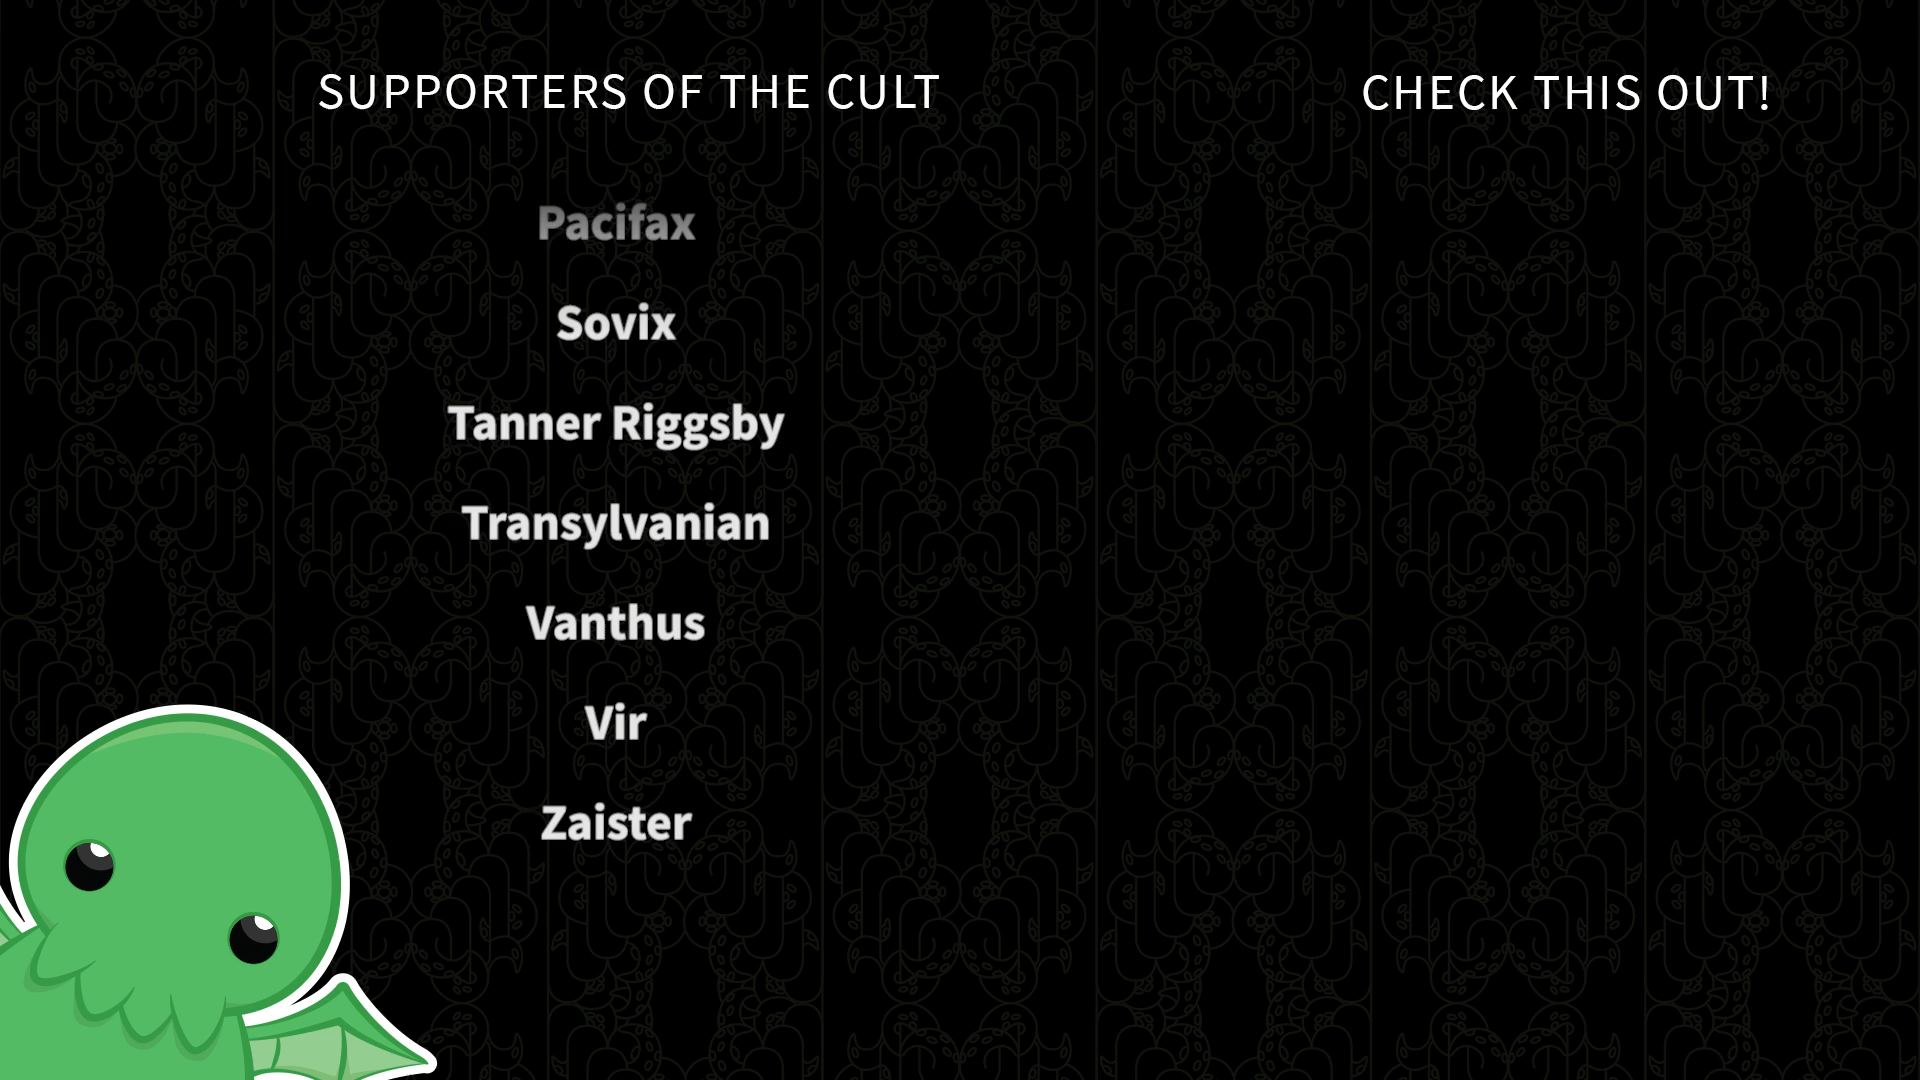 SUPPORTERS OF THE CULT
CHECK THIS OUT!
Pacifax
Sovix
Tanner Riggsby
Transylvanian
Vanthus
Vir
Zaister